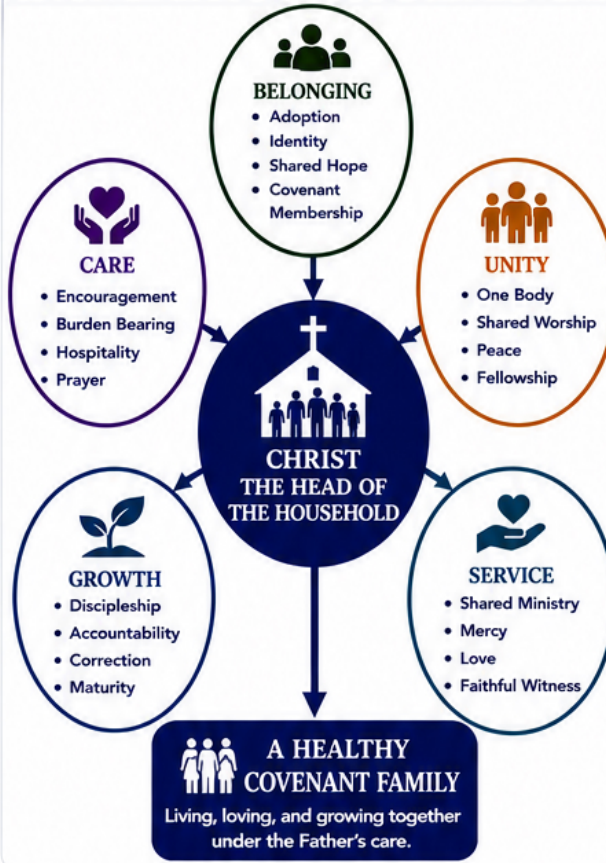 BELONGING
• Adoption
• Identity
• Shared Hope
• Covenant
Membership
CARE
• Encouragement
• Burden Bearing
• Hospitality
• Prayer
UNITY
• One Body
• Shared Worship
• Peace
• Fellowship
CHRIST
THE HEAD OF
THE HOUSEHOLD
GROWTH
• Discipleship
• Accountability
• Correction
• Maturity
SERVICE
• Shared Ministry
• Mercy
• Love
• Faithful Witness
A HEALTHY
COVENANT FAMILY
Living, loving, and growing together
under the Father's care.